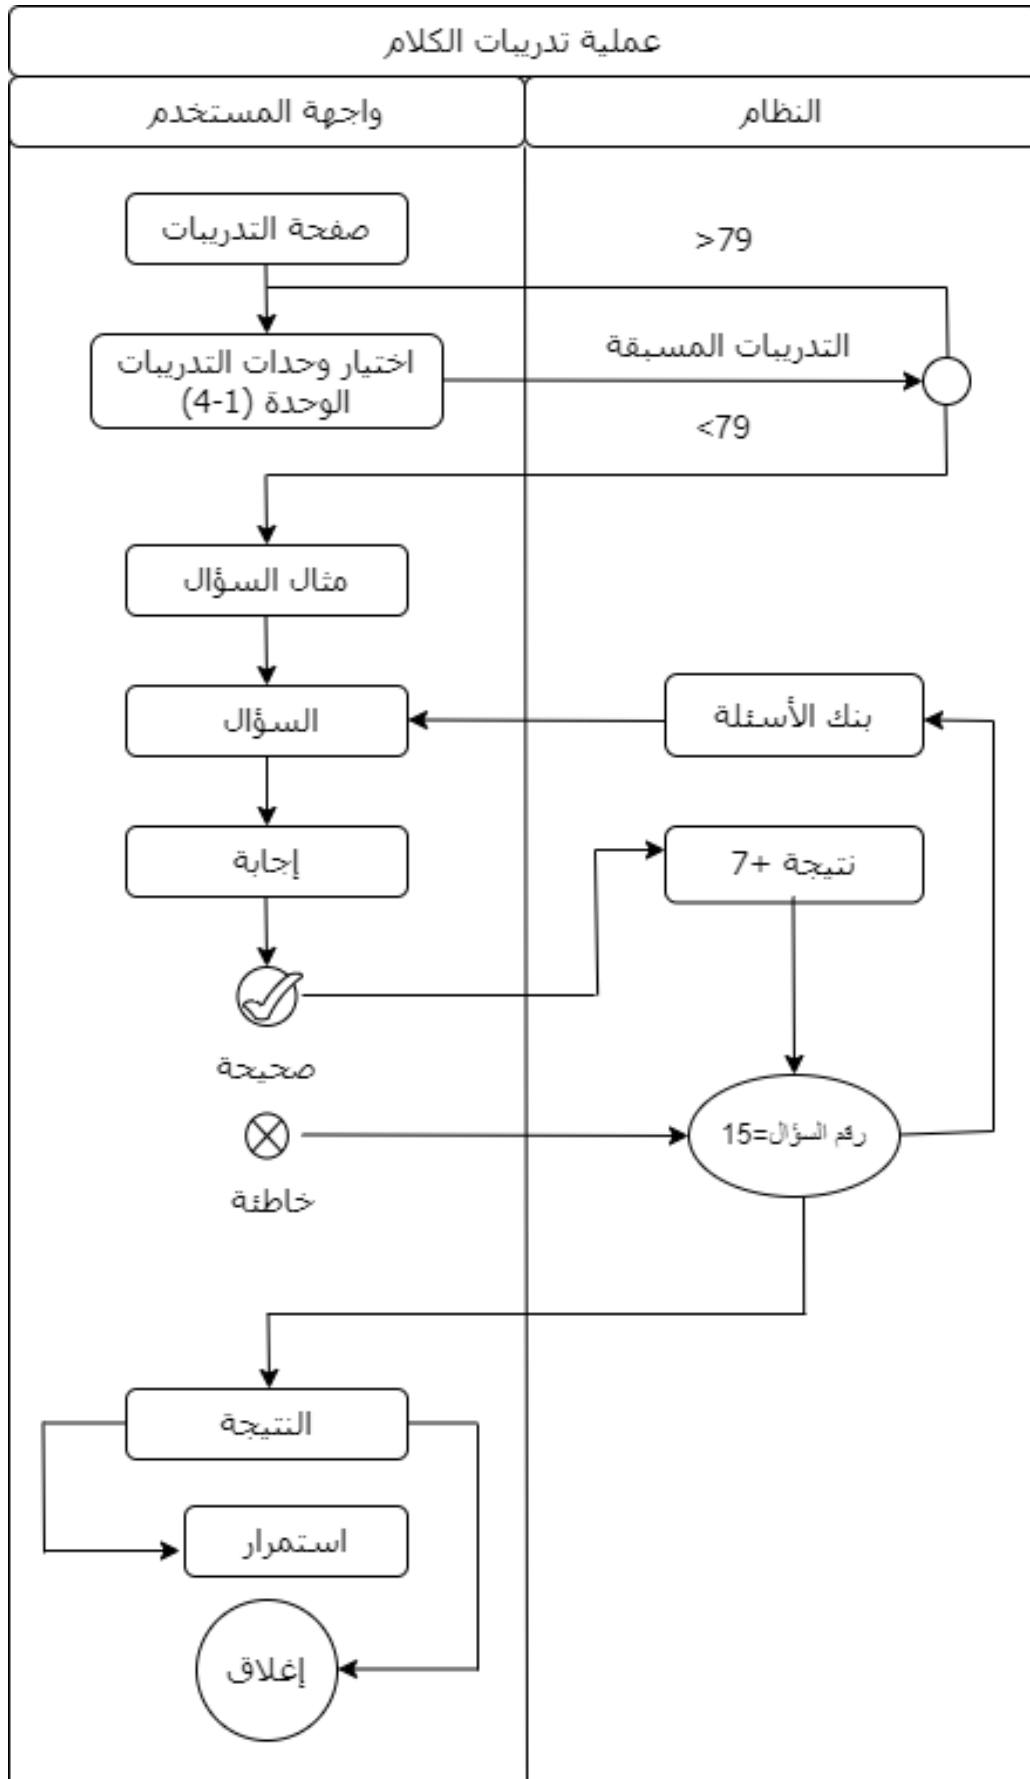 عملية تدريبات الكلام
واجهة المستخدم
النظام
صفحة التدريبات
>79
اختيار وحدات التدريبات
الوحدة (1-4)
التدريبات المسبقة
<79
مثال السؤال
السؤال
بنك الأسئلة
إجابة
نتيجة +7
صحيحة
رقم السؤال=15
خاطئة
النتيجة
استمرار
إغلاق